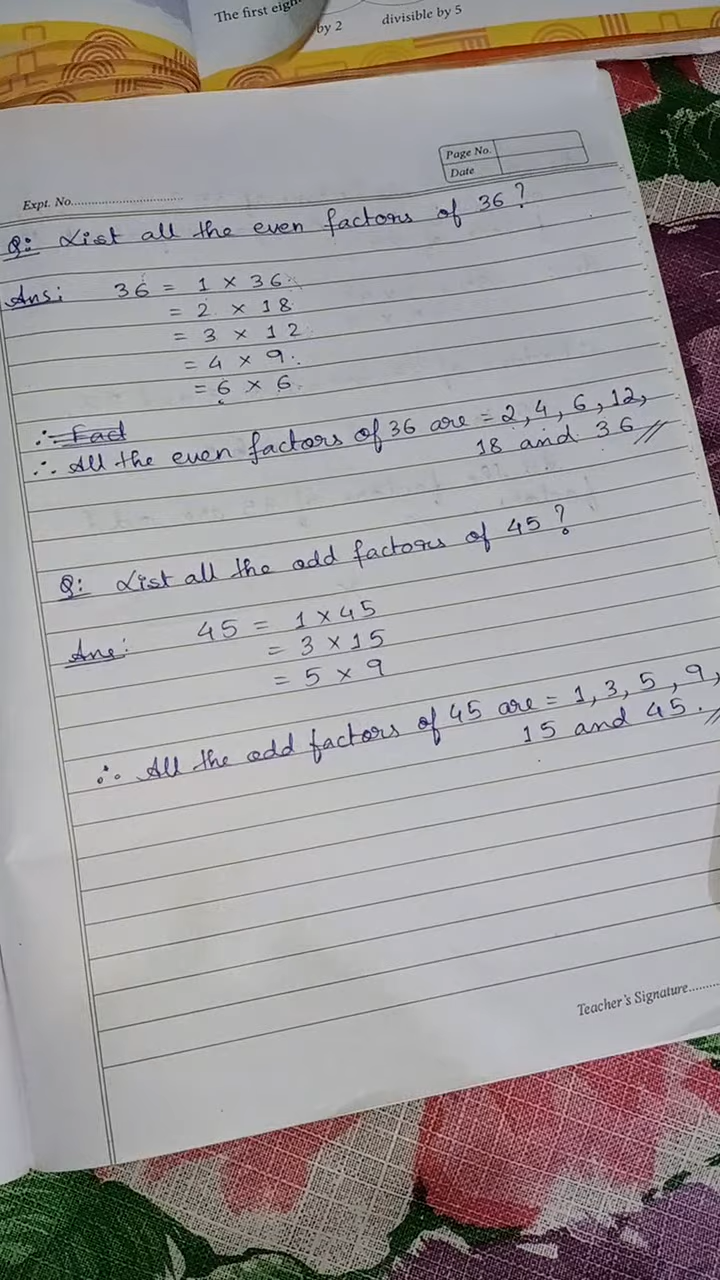 The first eigh
by 2
divisible by 5
Page No.
Date
Expt. No.
Q: List all the even factors of 36?
Ans: 36 = 1 × 36
= 2 × 18
= 3 × 12
= 4 × 9
= 6 × 6
∴ Fact
∴ All the even factors of 36 are = 2, 4, 6, 12,
18 and 36 //
Q: List all the odd factors of 45?
Ans: 45 = 1 × 45
= 3 × 15
= 5 × 9
∴ All the odd factors of 45 are = 1, 3, 5, 9,
15 and 45. //
Teacher's Signature